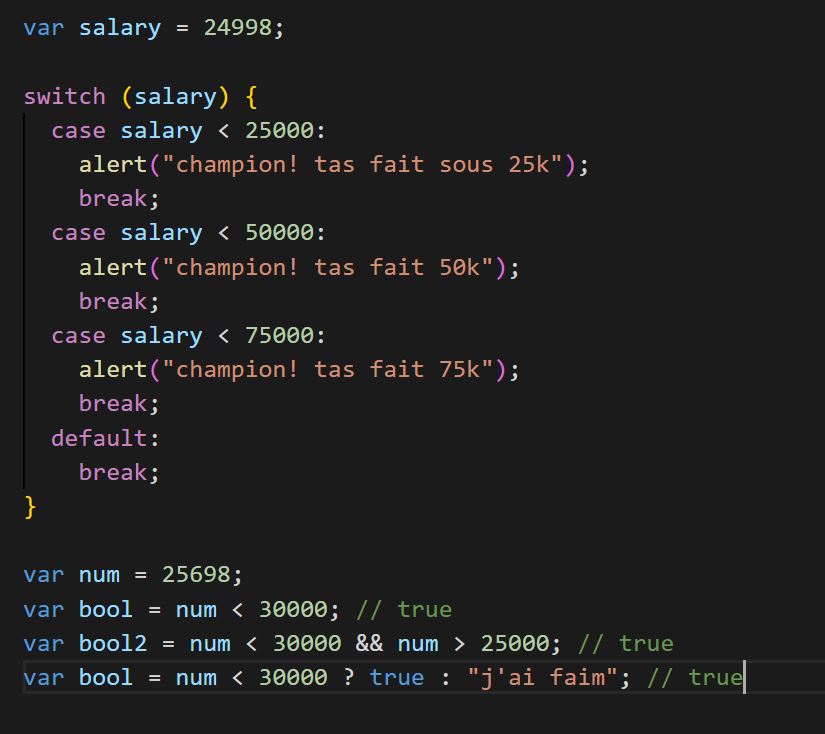 var salary = 24998;
switch (salary) {
  case salary < 25000:
    alert("champion! tas fait sous 25k");
    break;
  case salary < 50000:
    alert("champion! tas fait 50k");
    break;
  case salary < 75000:
    alert("champion! tas fait 75k");
    break;
  default:
    break;
}
var num = 25698;
var bool = num < 30000; // true
var bool2 = num < 30000 && num > 25000; // true
var bool = num < 30000 ? true : "j'ai faim"; // true